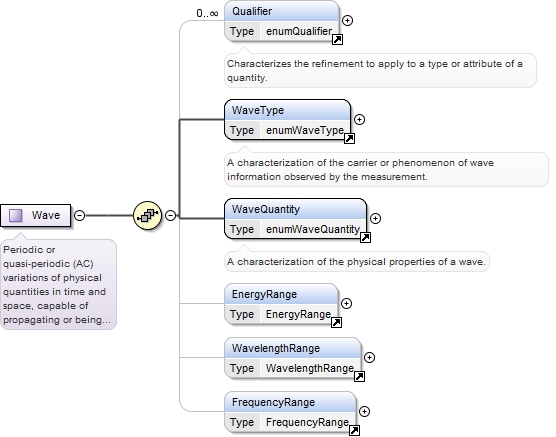 0..∞
Qualifier
Type enumQualifier
Characterizes the refinement to apply to a type or attribute of a
quantity.
WaveType
Type enumWaveType
A characterization of the carrier or phenomenon of wave
information observed by the measurement.
Wave
Periodic or
quasi-periodic (AC)
variations of physical
quantities in time and
space, capable of
propagating or being...
WaveQuantity
Type enumWaveQuantity
A characterization of the physical properties of a wave.
EnergyRange
Type EnergyRange
WavelengthRange
Type WavelengthRange
FrequencyRange
Type FrequencyRange